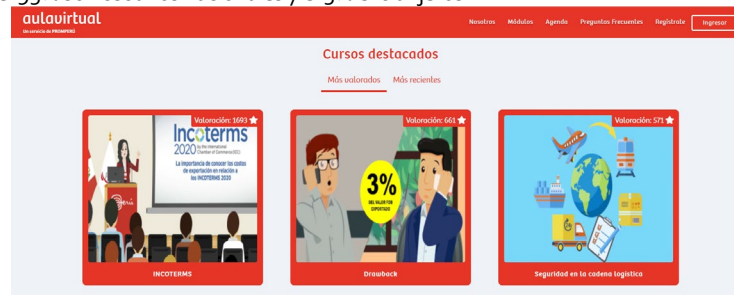 aulavirtual
Un servicio de PROMPERÚ
Nosotros Módulos Agenda Preguntas Frecuentes Regístrate Ingresar
Cursos destacados
Más valorados Más recientes
Valoración: 1693
Incoterms
2020 by the International Chamber of Commerce (ICC)
La importancia de conocer los costos
de exportación en relación a
los INCOTERMS 2020
Perú
INCOTERMS
Valoración: 661
3%
DEL VALOR FOB
EXPORTADO
Drawback
Valoración: 571
Seguridad en la cadena logística